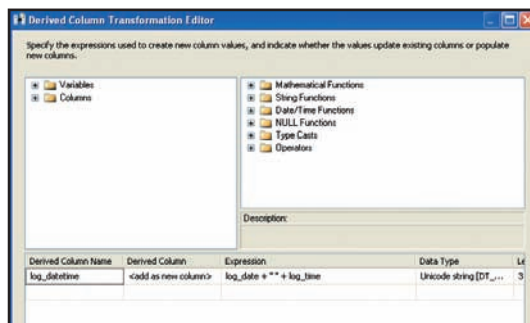 Derived Column Transformation Editor
Specify the expressions used to create new column values, and indicate whether the values update existing columns or populate
new columns.
Variables
Columns
Mathematical Functions
String Functions
Date/Time Functions
NULL Functions
Type Casts
Operators
Description:
Derived Column Name Derived Column Expression Data Type Le
log_datetime <add as new column> log_date + " " + log_time Unicode string [DT_... 3